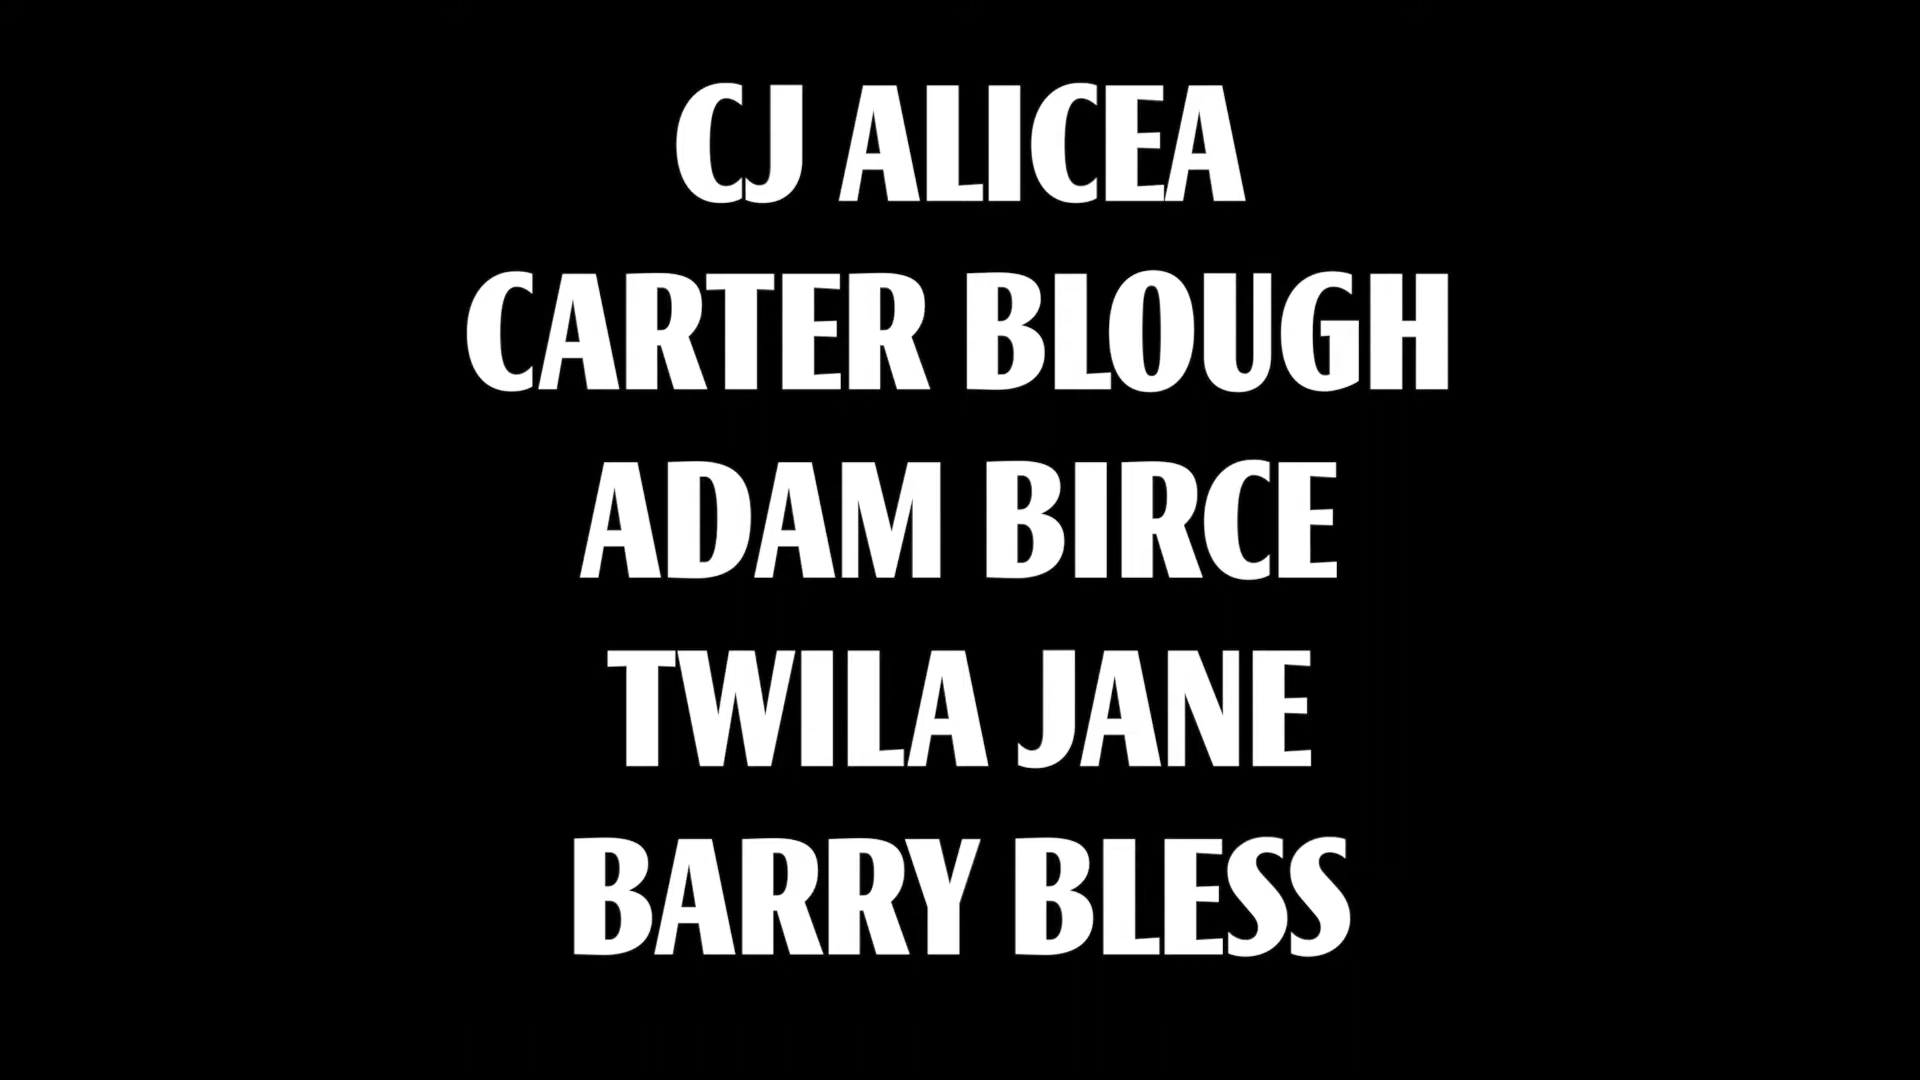 CJ ALICEA
CARTER BLOUGH
ADAM BIRCE
TWILA JANE
BARRY BLESS